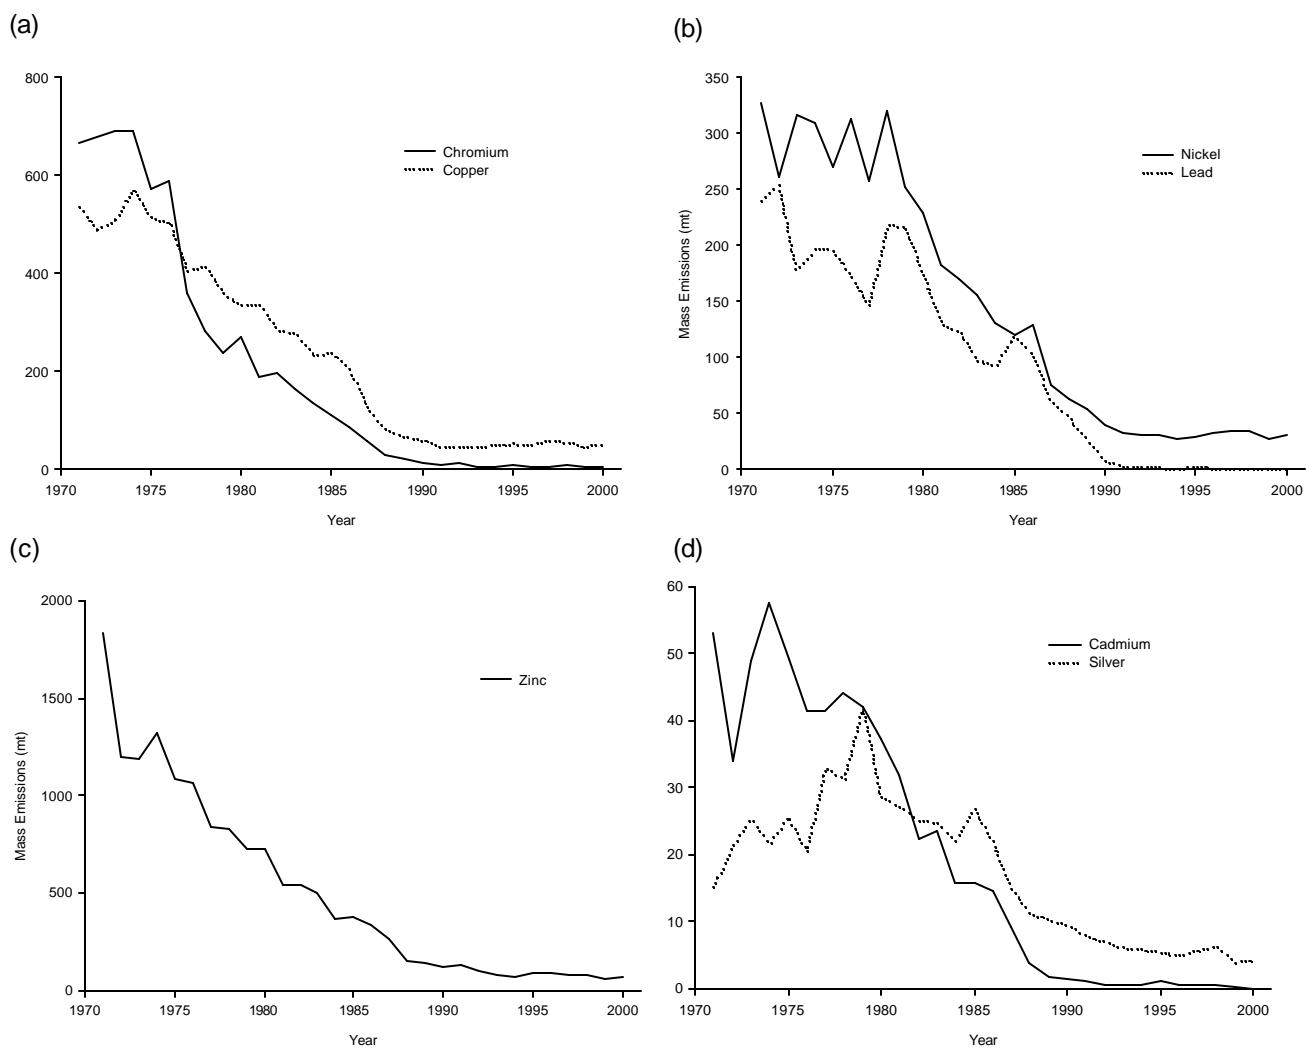 (a)
800
600
400
200
0
Chromium
Copper
1970 1975 1980 1985 1990 1995 2000
Year
(b)
350
300
250
200
150
100
50
0
Mass Emissions (mt)
Nickel
Lead
1970 1975 1980 1985 1990 1995 2000
Year
(c)
2000
1500
1000
500
0
Mass Emissions (mt)
Zinc
1970 1975 1980 1985 1990 1995 2000
Year
(d)
60
50
40
30
20
10
0
Cadmium
Silver
1970 1975 1980 1985 1990 1995 2000
Year